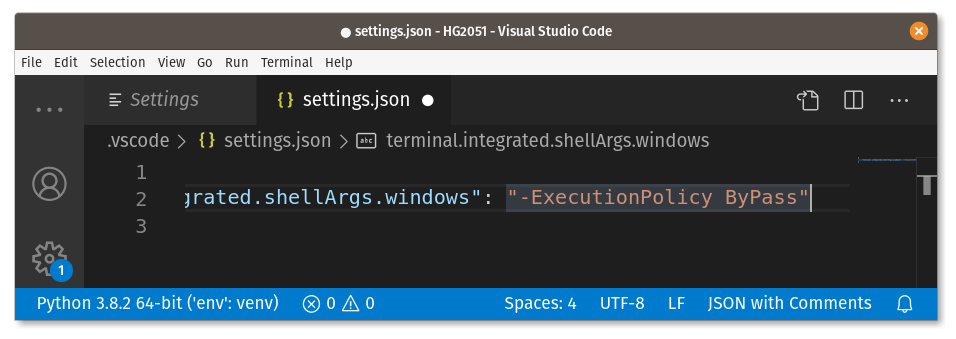 ● settings.json - HG2051 - Visual Studio Code
File Edit Selection View Go Run Terminal Help
Settings {} settings.json ●
.vscode > {} settings.json > abc terminal.integrated.shellArgs.windows
1
2 grated.shellArgs.windows": "-ExecutionPolicy ByPass"
3
1
Python 3.8.2 64-bit ('env': venv) 0 0 Spaces: 4 UTF-8 LF JSON with Comments